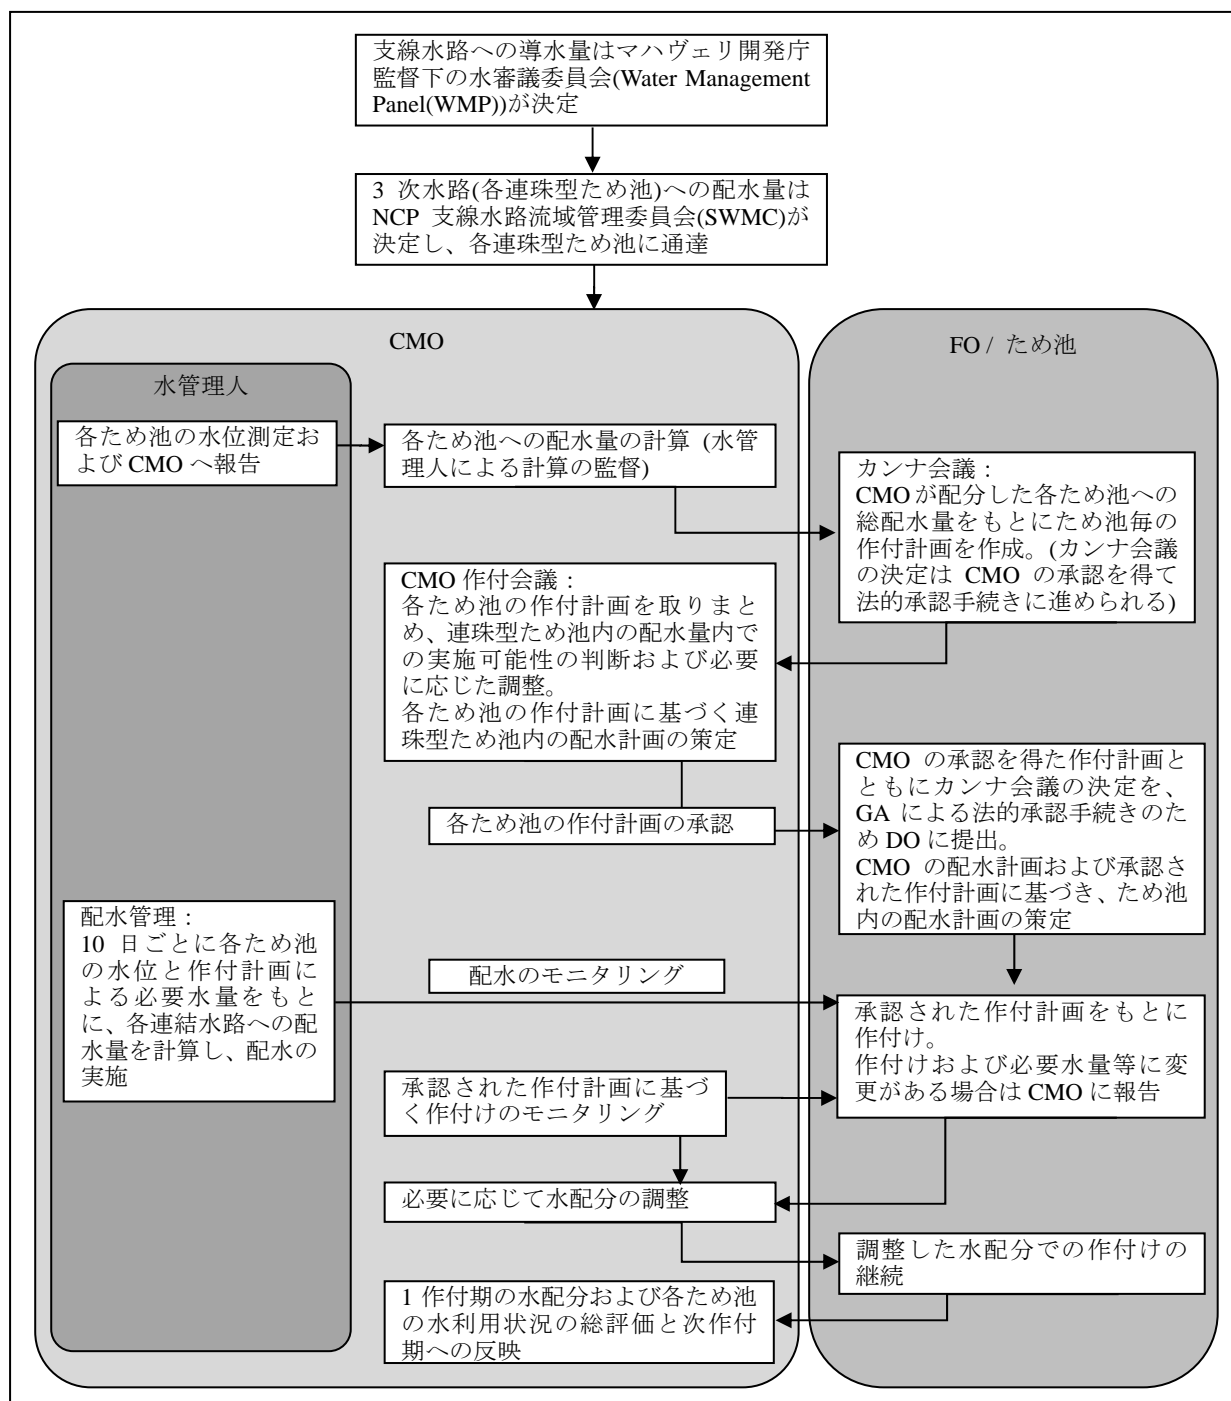 支線水路への導水量はマハヴェリ開発庁
監督下の水審議委員会(Water Management
Panel(WMP))が決定
3 次水路(各連珠型ため池)への配水量は
NCP 支線水路流域管理委員会(SWMC)が
決定し、各連珠型ため池に通達
CMO
FO / ため池
水管理人
各ため池の水位測定お
よび CMO へ報告
各ため池への配水量の計算 (水管
理人による計算の監督)
カンナ会議：
CMO が配分した各ため池への
総配水量をもとにため池毎の
作付計画を作成。(カンナ会議
の決定は CMO の承認を得て
法的承認手続きに進められる)
CMO 作付会議：
各ため池の作付計画を取りまと
め、連珠型ため池内の配水量内で
の実施可能性の判断および必要
に応じた調整。
各ため池の作付計画に基づく連
珠型ため池内の配水計画の策定
各ため池の作付計画の承認
CMO の承認を得た作付計画と
ともにカンナ会議の決定を、
GA による法的承認手続きのた
め DO に提出。
CMO の配水計画および承認さ
れた作付計画に基づき、ため池
内の配水計画の策定
配水管理：
10 日ごとに各ため池
の水位と作付計画に
よる必要水量をもと
に、各連結水路への配
水量を計算し、配水の
実施
配水のモニタリング
承認された作付計画をもとに
作付け。
作付けおよび必要水量等に変
更がある場合は CMO に報告
承認された作付計画に基づ
く作付けのモニタリング
必要に応じて水配分の調整
調整した水配分での作付けの
継続
1 作付期の水配分および各ため池
の水利用状況の総評価と次作付
期への反映